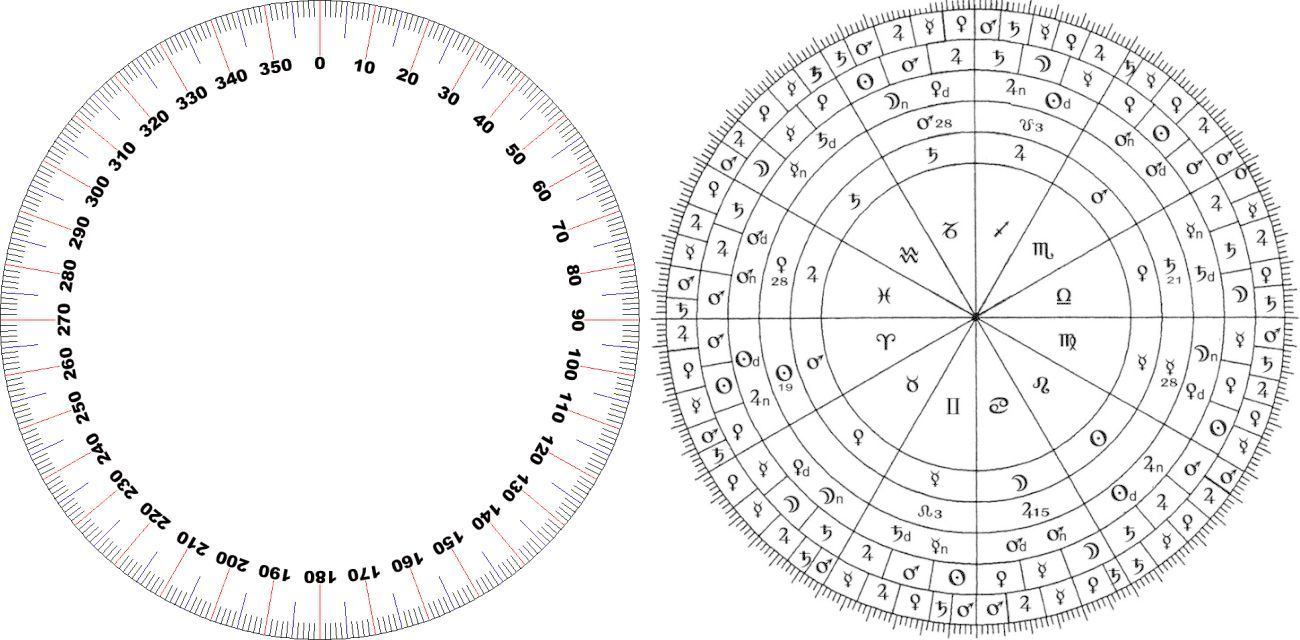 0 10 20 30 40 50 60 70 80 90 100 110 120 130 140 150 160 170 180 190 200 210 220 230 240 250 260 270 280 290 300 310 320 330 340 350
♂ ♄ ☿ ♀ ♃ ♄ ☿ ♀ ♃ ♂ ♂ ☿ ♃ ♀ ♄ ♂ ♄ ♃ ♀ ☿ ♂ ♃ ♀ ☿ ♄ ♄ ♀ ☿ ♃ ♂ ♂ ♄ ♀ ♃ ☿ ♂ ♄ ♃ ☿ ♀ ♄ ♂ ☿ ♀ ♃ ♄ ♂ ☿ ♃ ♀ ♂ ♃ ♀ ☿ ♄ ♄ ♂ ♃ ☿ ♀
♄ ☽ ☿ ♀ ☉ ♂ ♃ ♄ ☽ ☿ ♀ ☉ ♂ ♃ ♄ ☽ ☿ ♀ ☉ ♂ ♃ ♄ ☽ ☿ ♀ ☉ ♂ ♂ ♃ ♄ ☽ ☿ ♀ ☉ ♂ ♃
♃n ☉d ♂n ♂d ☿n ♄d ☽n ♀d ♃n ☉d ♂n ♂d ☿n ♄d ☽n ♀d ♃n ☉d ♂n ♂d ☿n ♄d ☽n ♀d
☋3 ♄21 ☿28 ♃15 ☊3 ☉19 ♀28 ♂28
♃ ♂ ♀ ☿ ☉ ☽ ☿ ♀ ♂ ♃ ♄ ♄
♐ ♏ ♎ ♍ ♌ ♋ ♊ ♉ ♈ ♓ ♒ ♑